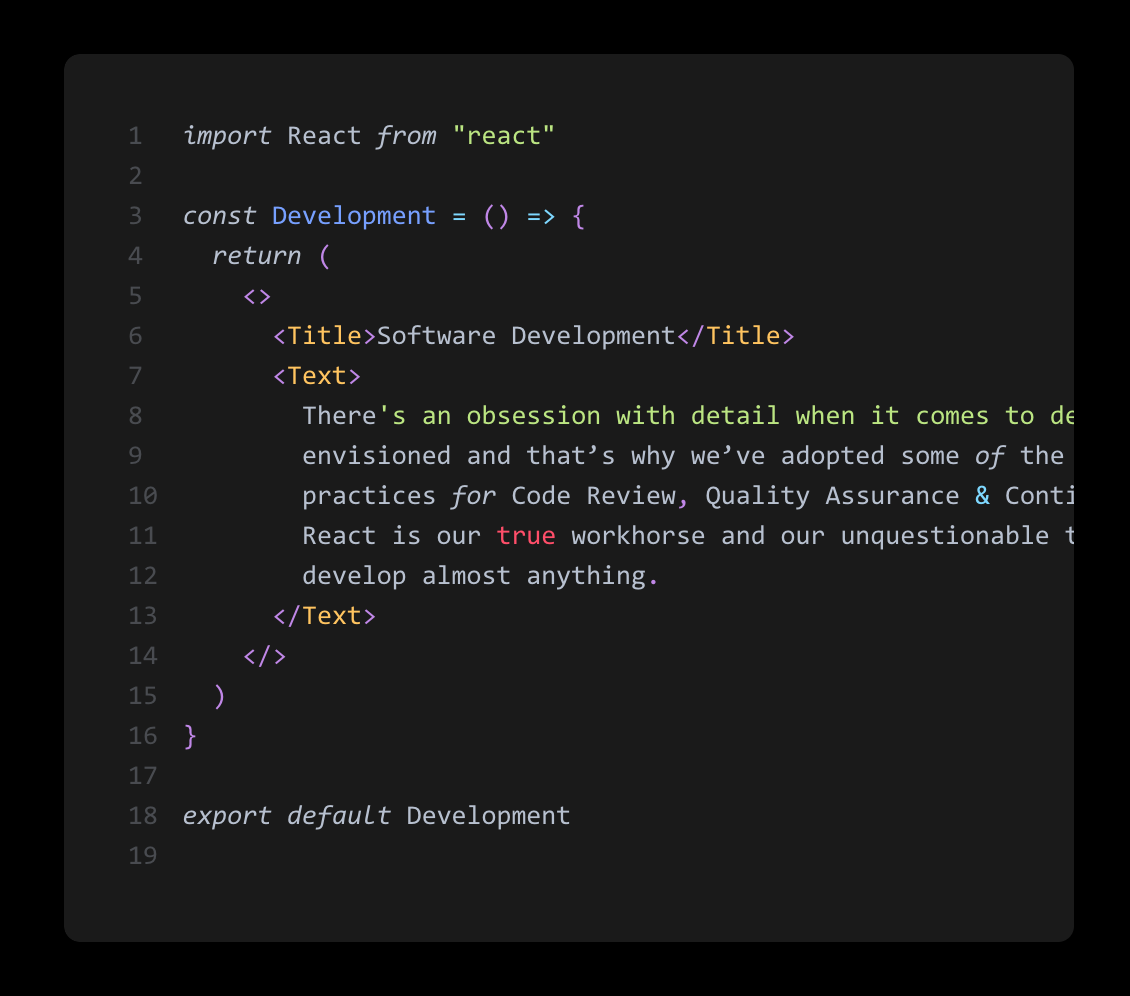 1 import React from "react"
2
3 const Development = () => {
4 return (
5 <>
6 <Title>Software Development</Title>
7 <Text>
8 There's an obsession with detail when it comes to
9 envisioned and that’s why we’ve adopted some of the
10 practices for Code Review, Quality Assurance &
11 React is our true workhorse and our unquestionable
12 develop almost anything.
13 </Text>
14 </>
15 )
16 }
17
18 export default Development
19